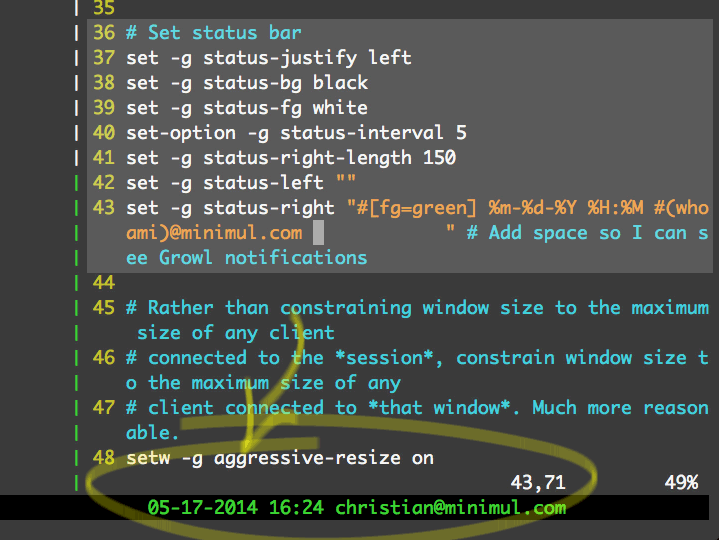 35
36 # Set status bar
37 set -g status-justify left
38 set -g status-bg black
39 set -g status-fg white
40 set-option -g status-interval 5
41 set -g status-right-length 150
42 set -g status-left ""
43 set -g status-right "#[fg=green] %m-%d-%Y %H:%M #(who
ami)@minimul.com             " # Add space so I can s
ee Growl notifications
44
45 # Rather than constraining window size to the maximum
size of any client
46 # connected to the *session*, constrain window size t
o the maximum size of any
47 # client connected to *that window*. Much more reason
able.
48 setw -g aggressive-resize on
43,71 49%
05-17-2014 16:24 christian@minimul.com